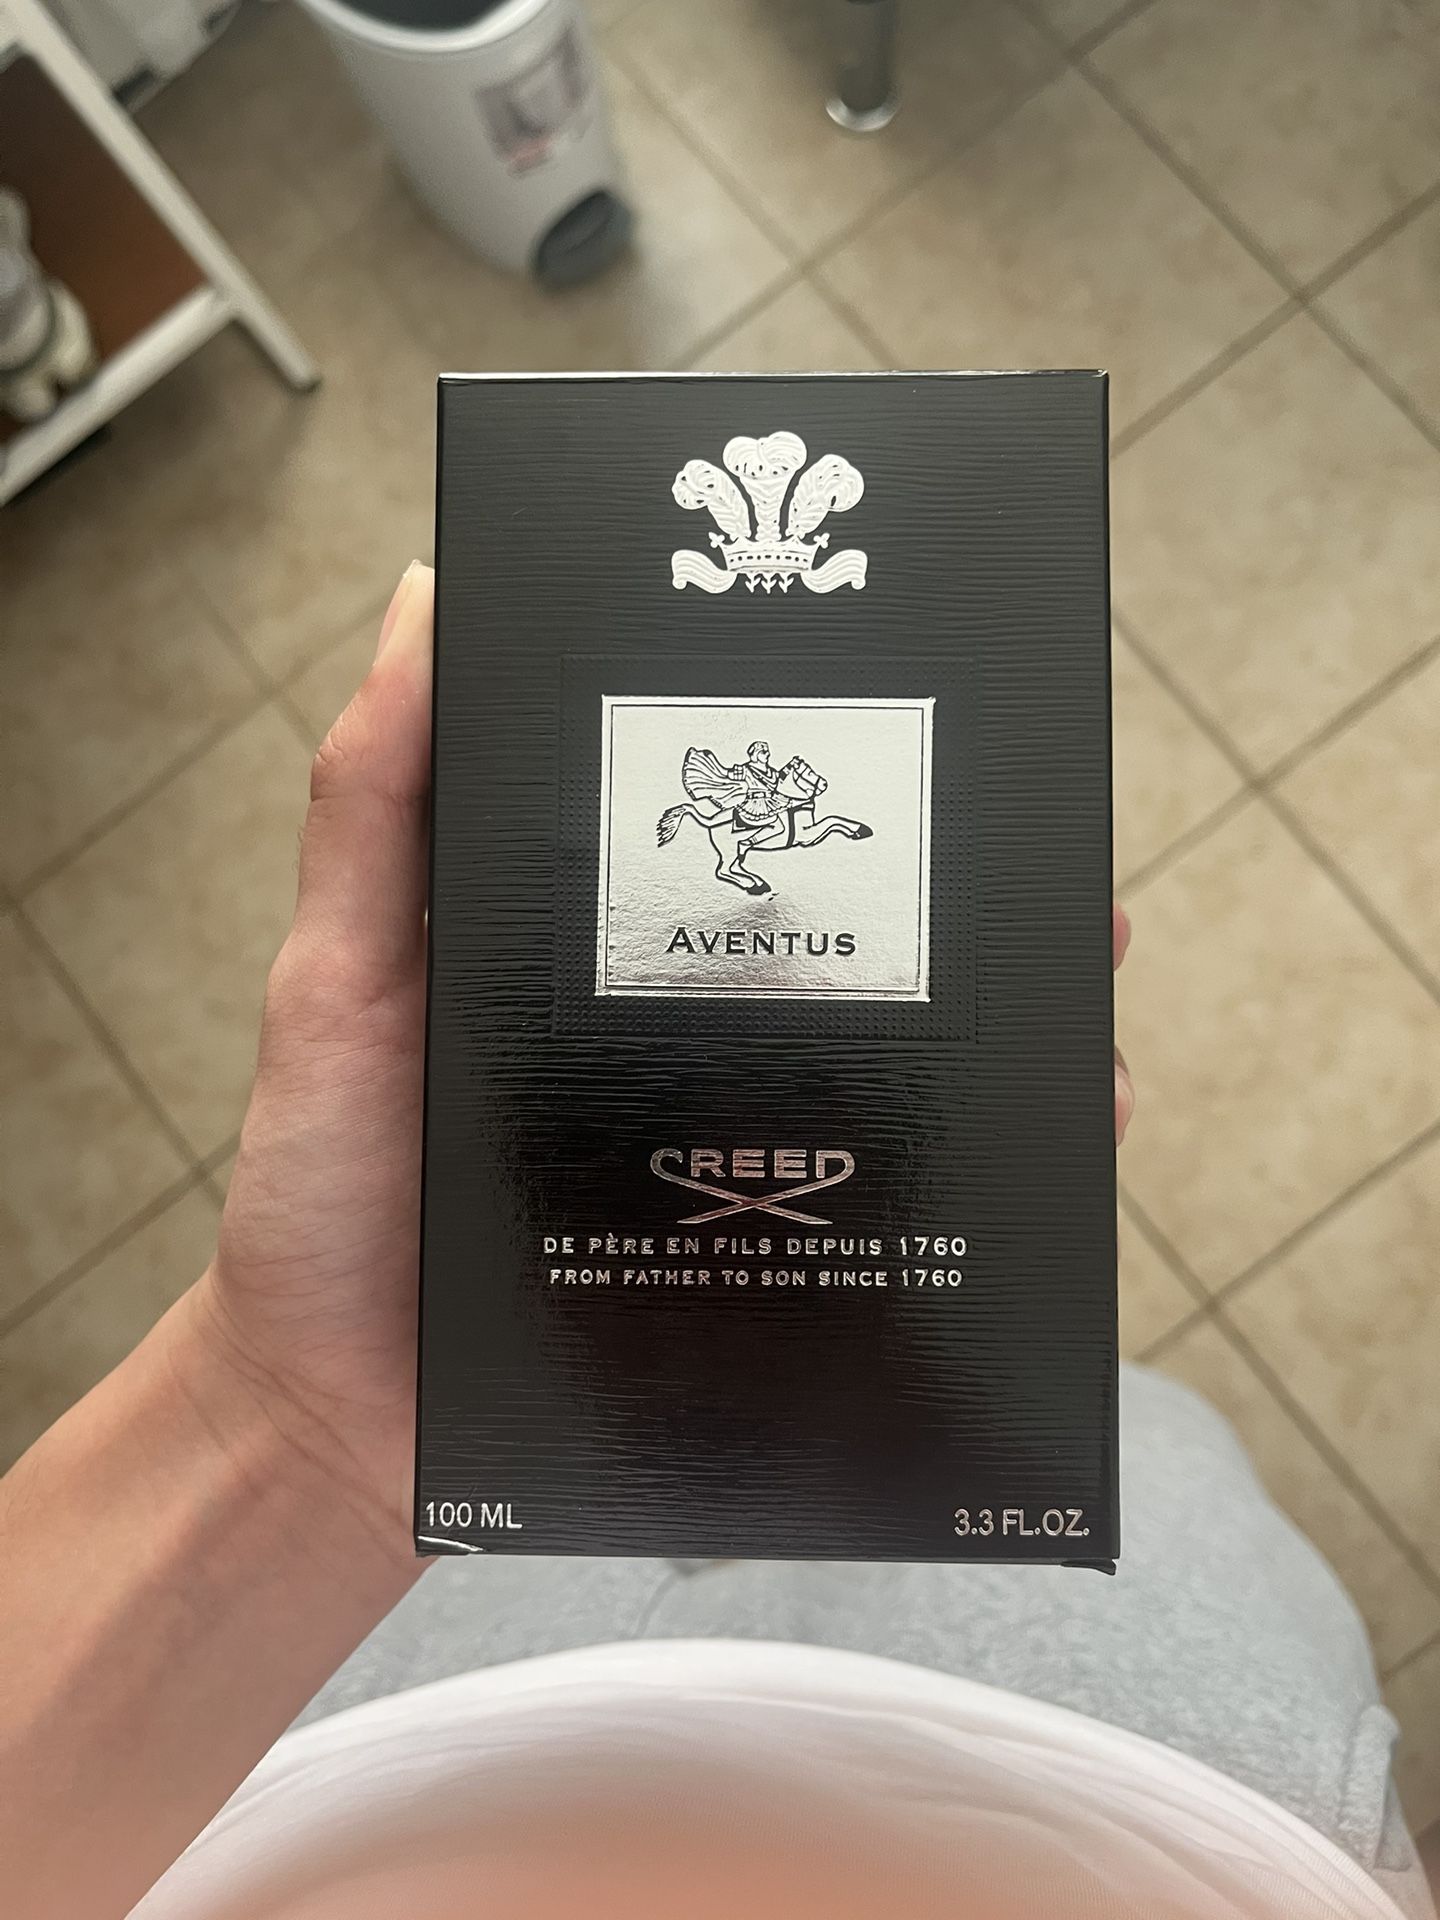 AVENTUS
CREED
DE PÈRE EN FILS DEPUIS 1760
FROM FATHER TO SON SINCE 1760
100 ML
3.3 FL.OZ.